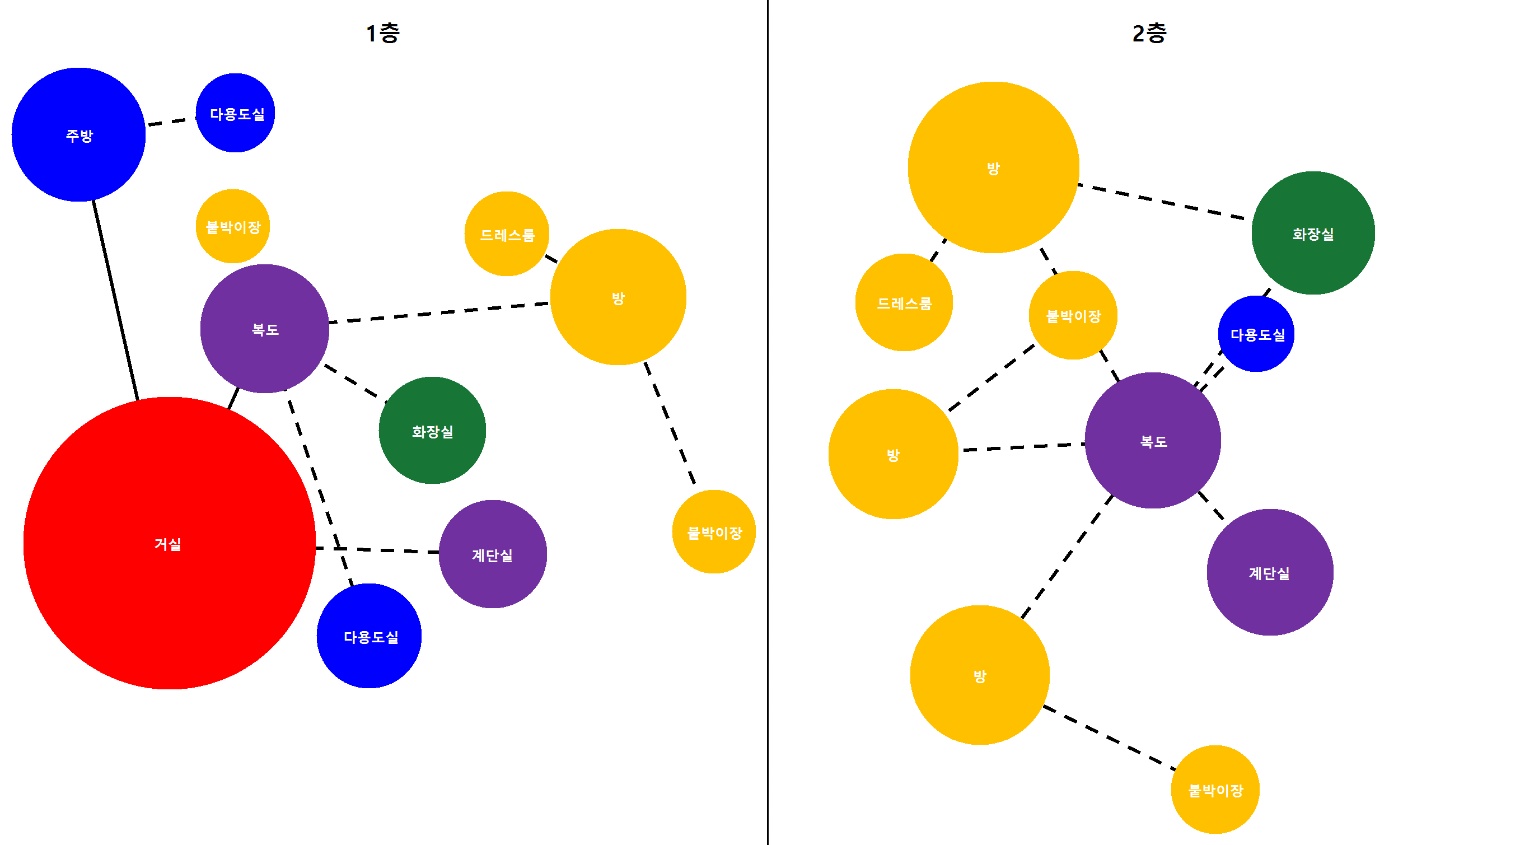 1층
주방
다용도실
붙박이장
드레스룸
방
복도
화장실
거실
계단실
붙박이장
다용도실
2층
방
화장실
드레스룸
붙박이장
다용도실
방
복도
계단실
방
붙박이장